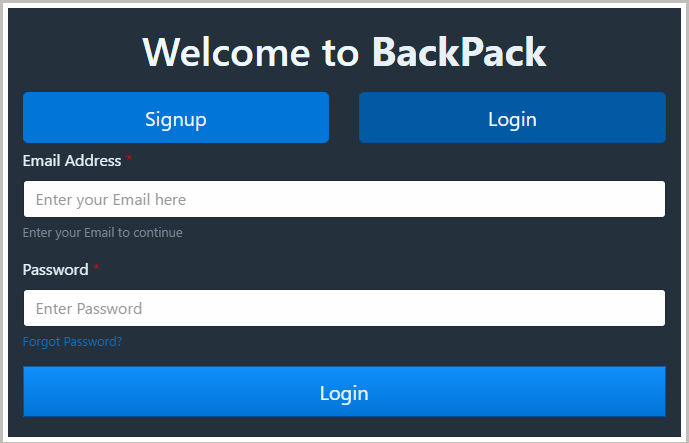 Welcome to BackPack
Signup Login
Email Address *
Enter your Email here
Enter your Email to continue
Password *
Enter Password
Forgot Password?
Login